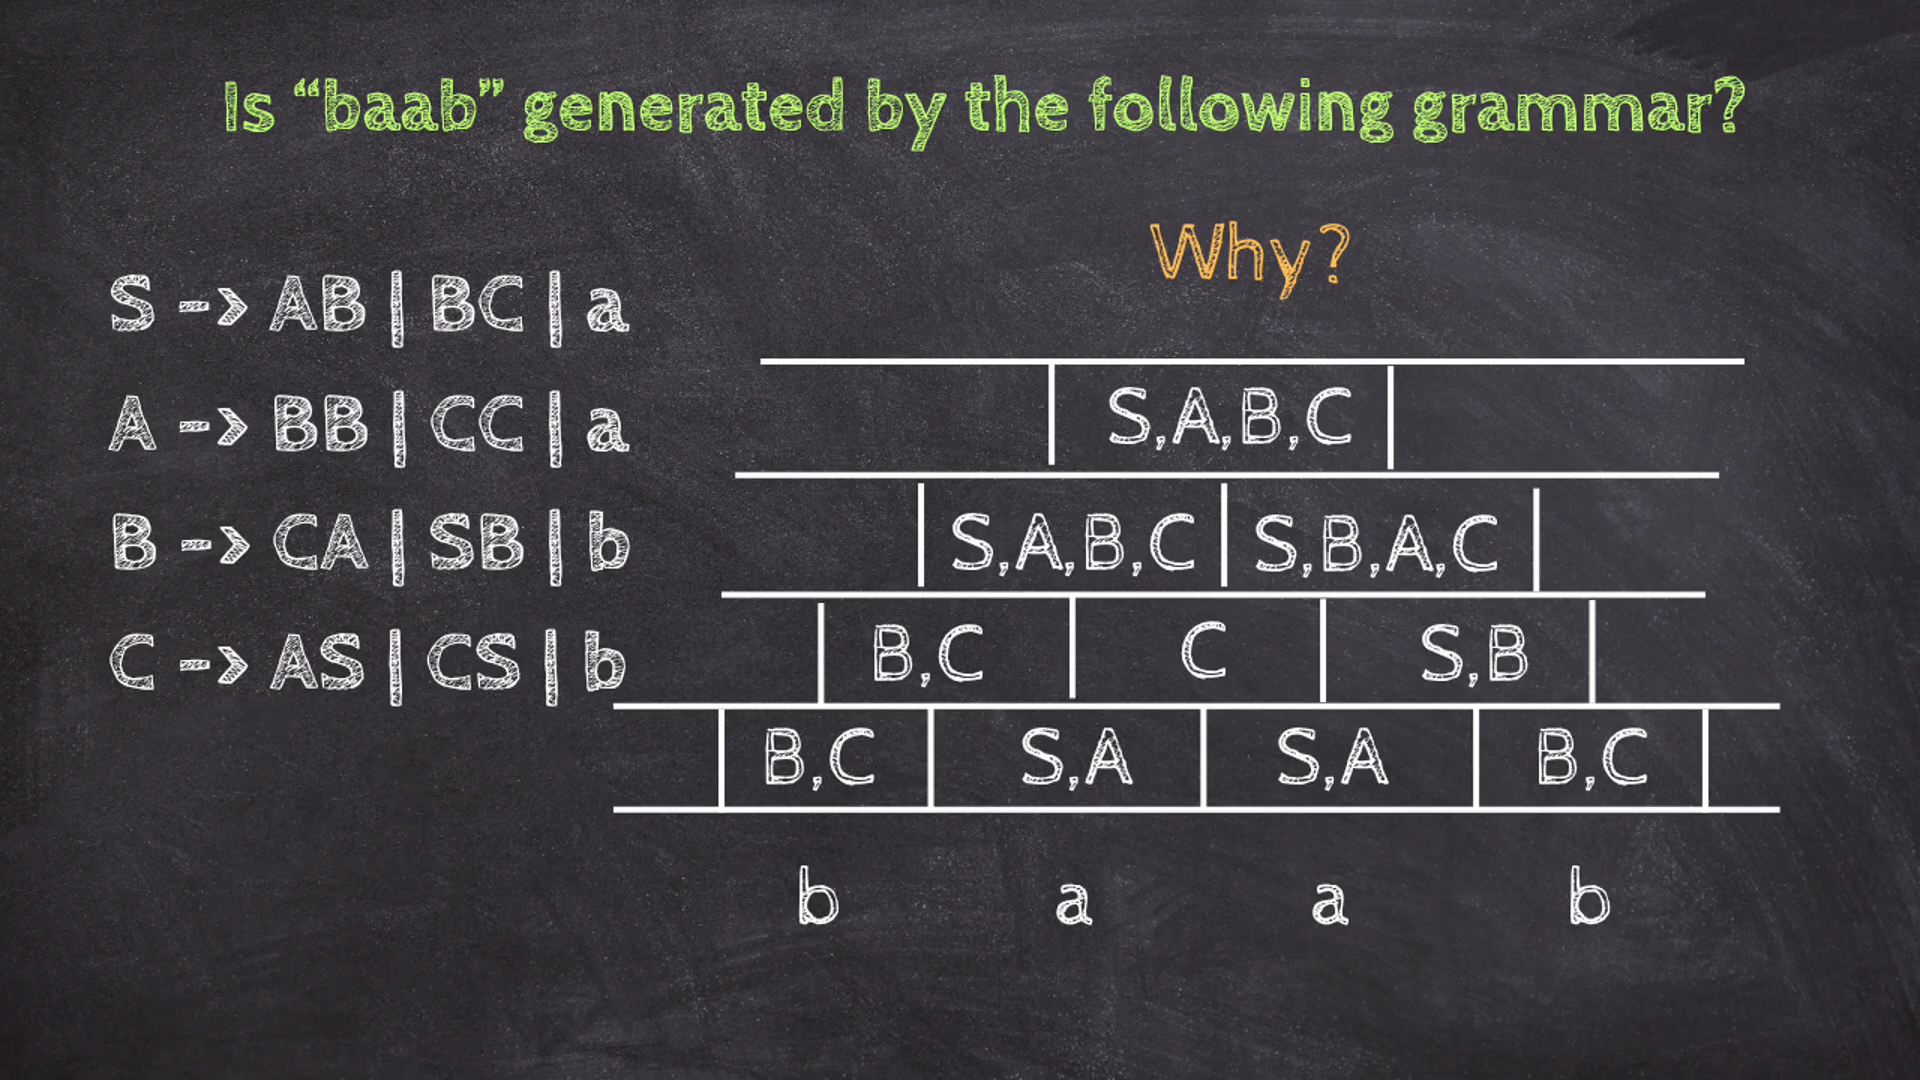 Is “baab” generated by the following grammar?
Why?
S -> AB | BC | a
A -> BB | CC | a
B -> CA | SB | b
C -> AS | CS | b
S,A,B,C
S,A,B,C S,B,A,C
B,C C S,B
B,C S,A S,A B,C
b a a b